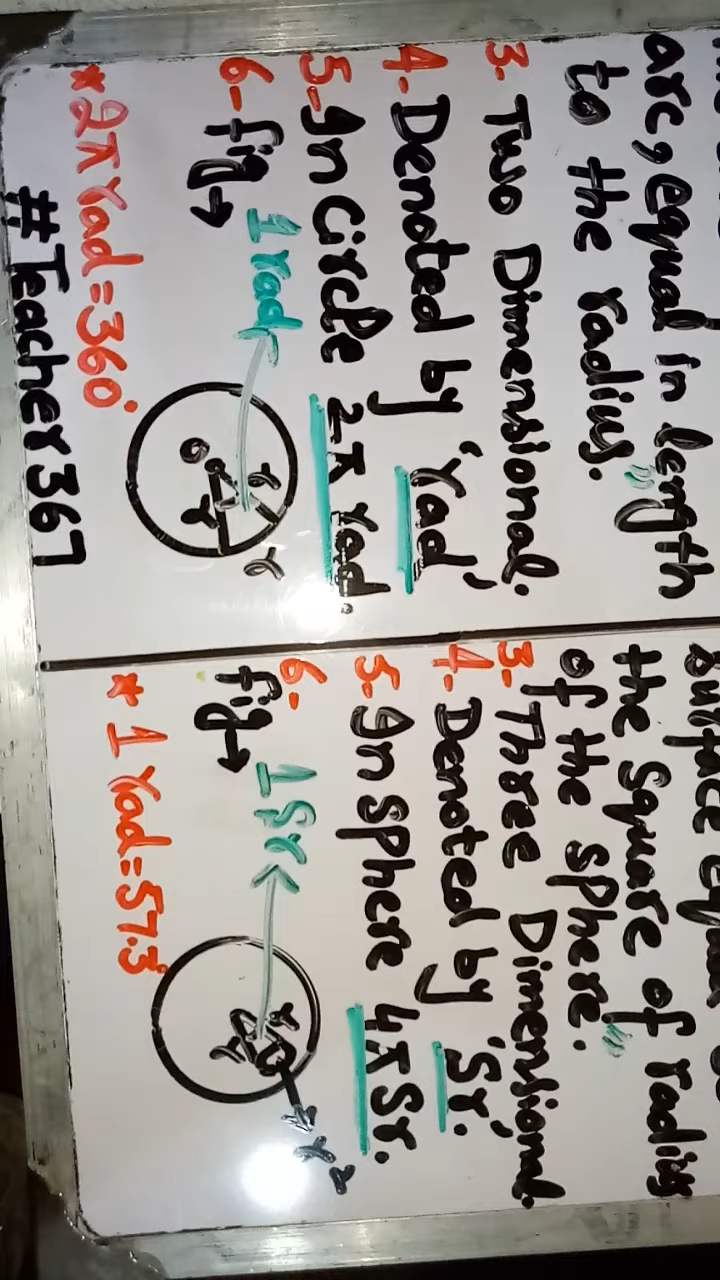 arc, equal in length
to the radius."
3. Two Dimensional.
4. Denoted by 'rad'
5. In Circle 2π rad.
6- fig→
1 rad
o r r r
* 2π rad = 360°
#Teacher367
the Square of radius
of the sphere."
3. Three Dimensional.
4. Denoted by 'Sr'.
5. In sphere 4π Sr.
6- fig→
1 Sr
r r r²
* 1 rad = 57.3°